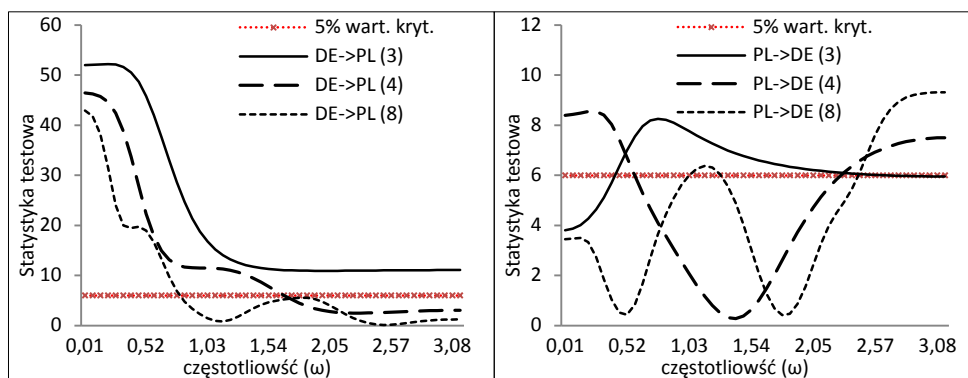 60
50
40
30
20
10
0
Statystyka testowa
5% wart. kryt.
DE->PL (3)
DE->PL (4)
DE->PL (8)
0,01 0,52 1,03 1,54 2,05 2,57 3,08
częstotliowść (ω)
12
10
8
6
4
2
0
Statystyka testowa
5% wart. kryt.
PL->DE (3)
PL->DE (4)
PL->DE (8)
0,01 0,52 1,03 1,54 2,05 2,57 3,08
częstotliowść (ω)